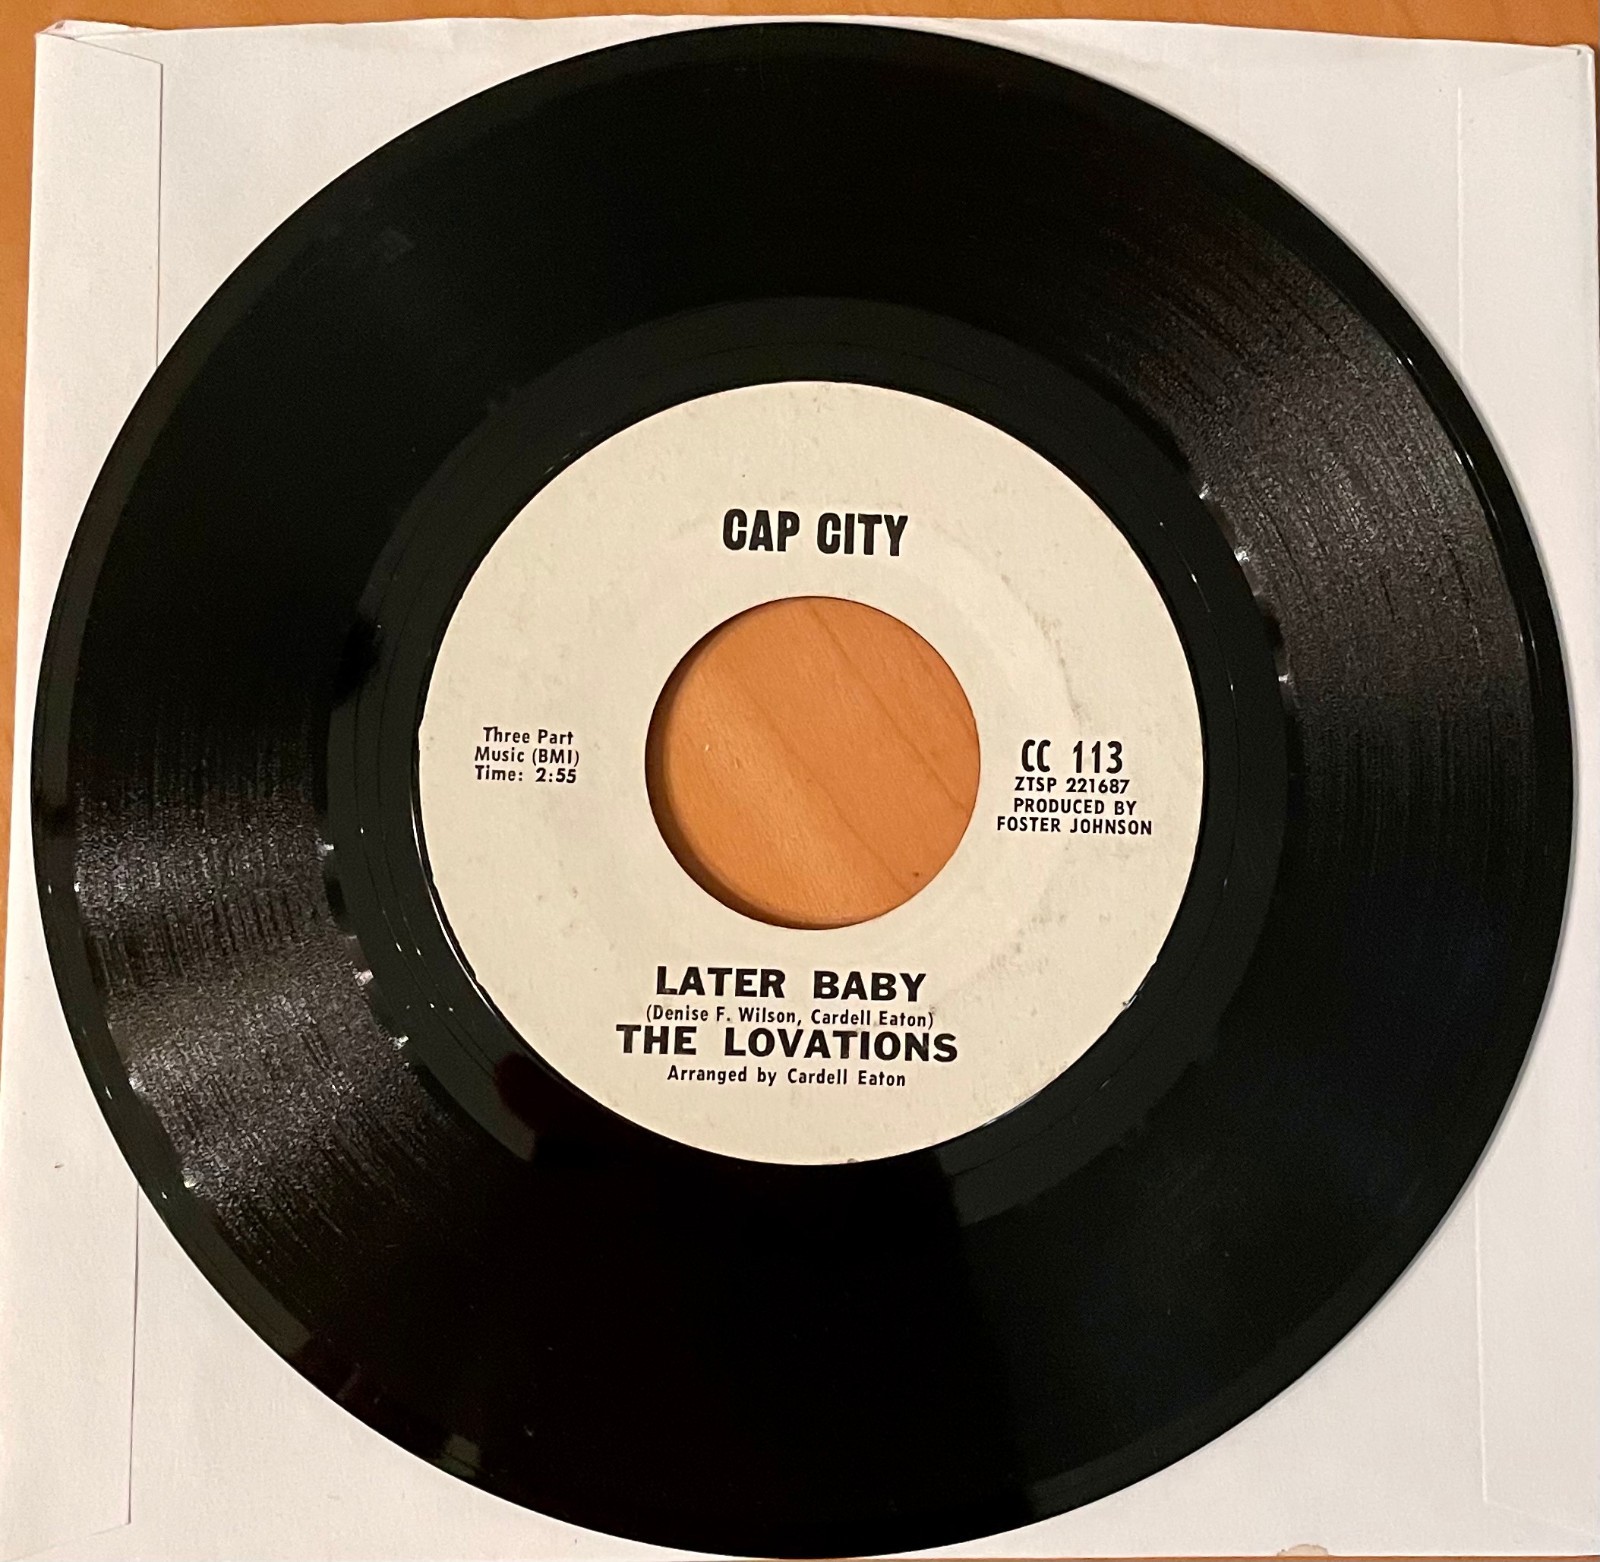 CAP CITY
Three Part
Music (BMI)
Time: 2:55
CC 113
ZTSP 221687
PRODUCED BY
FOSTER JOHNSON
LATER BABY
(Denise F. Wilson, Cardell Eaton)
THE LOVATIONS
Arranged by Cardell Eaton